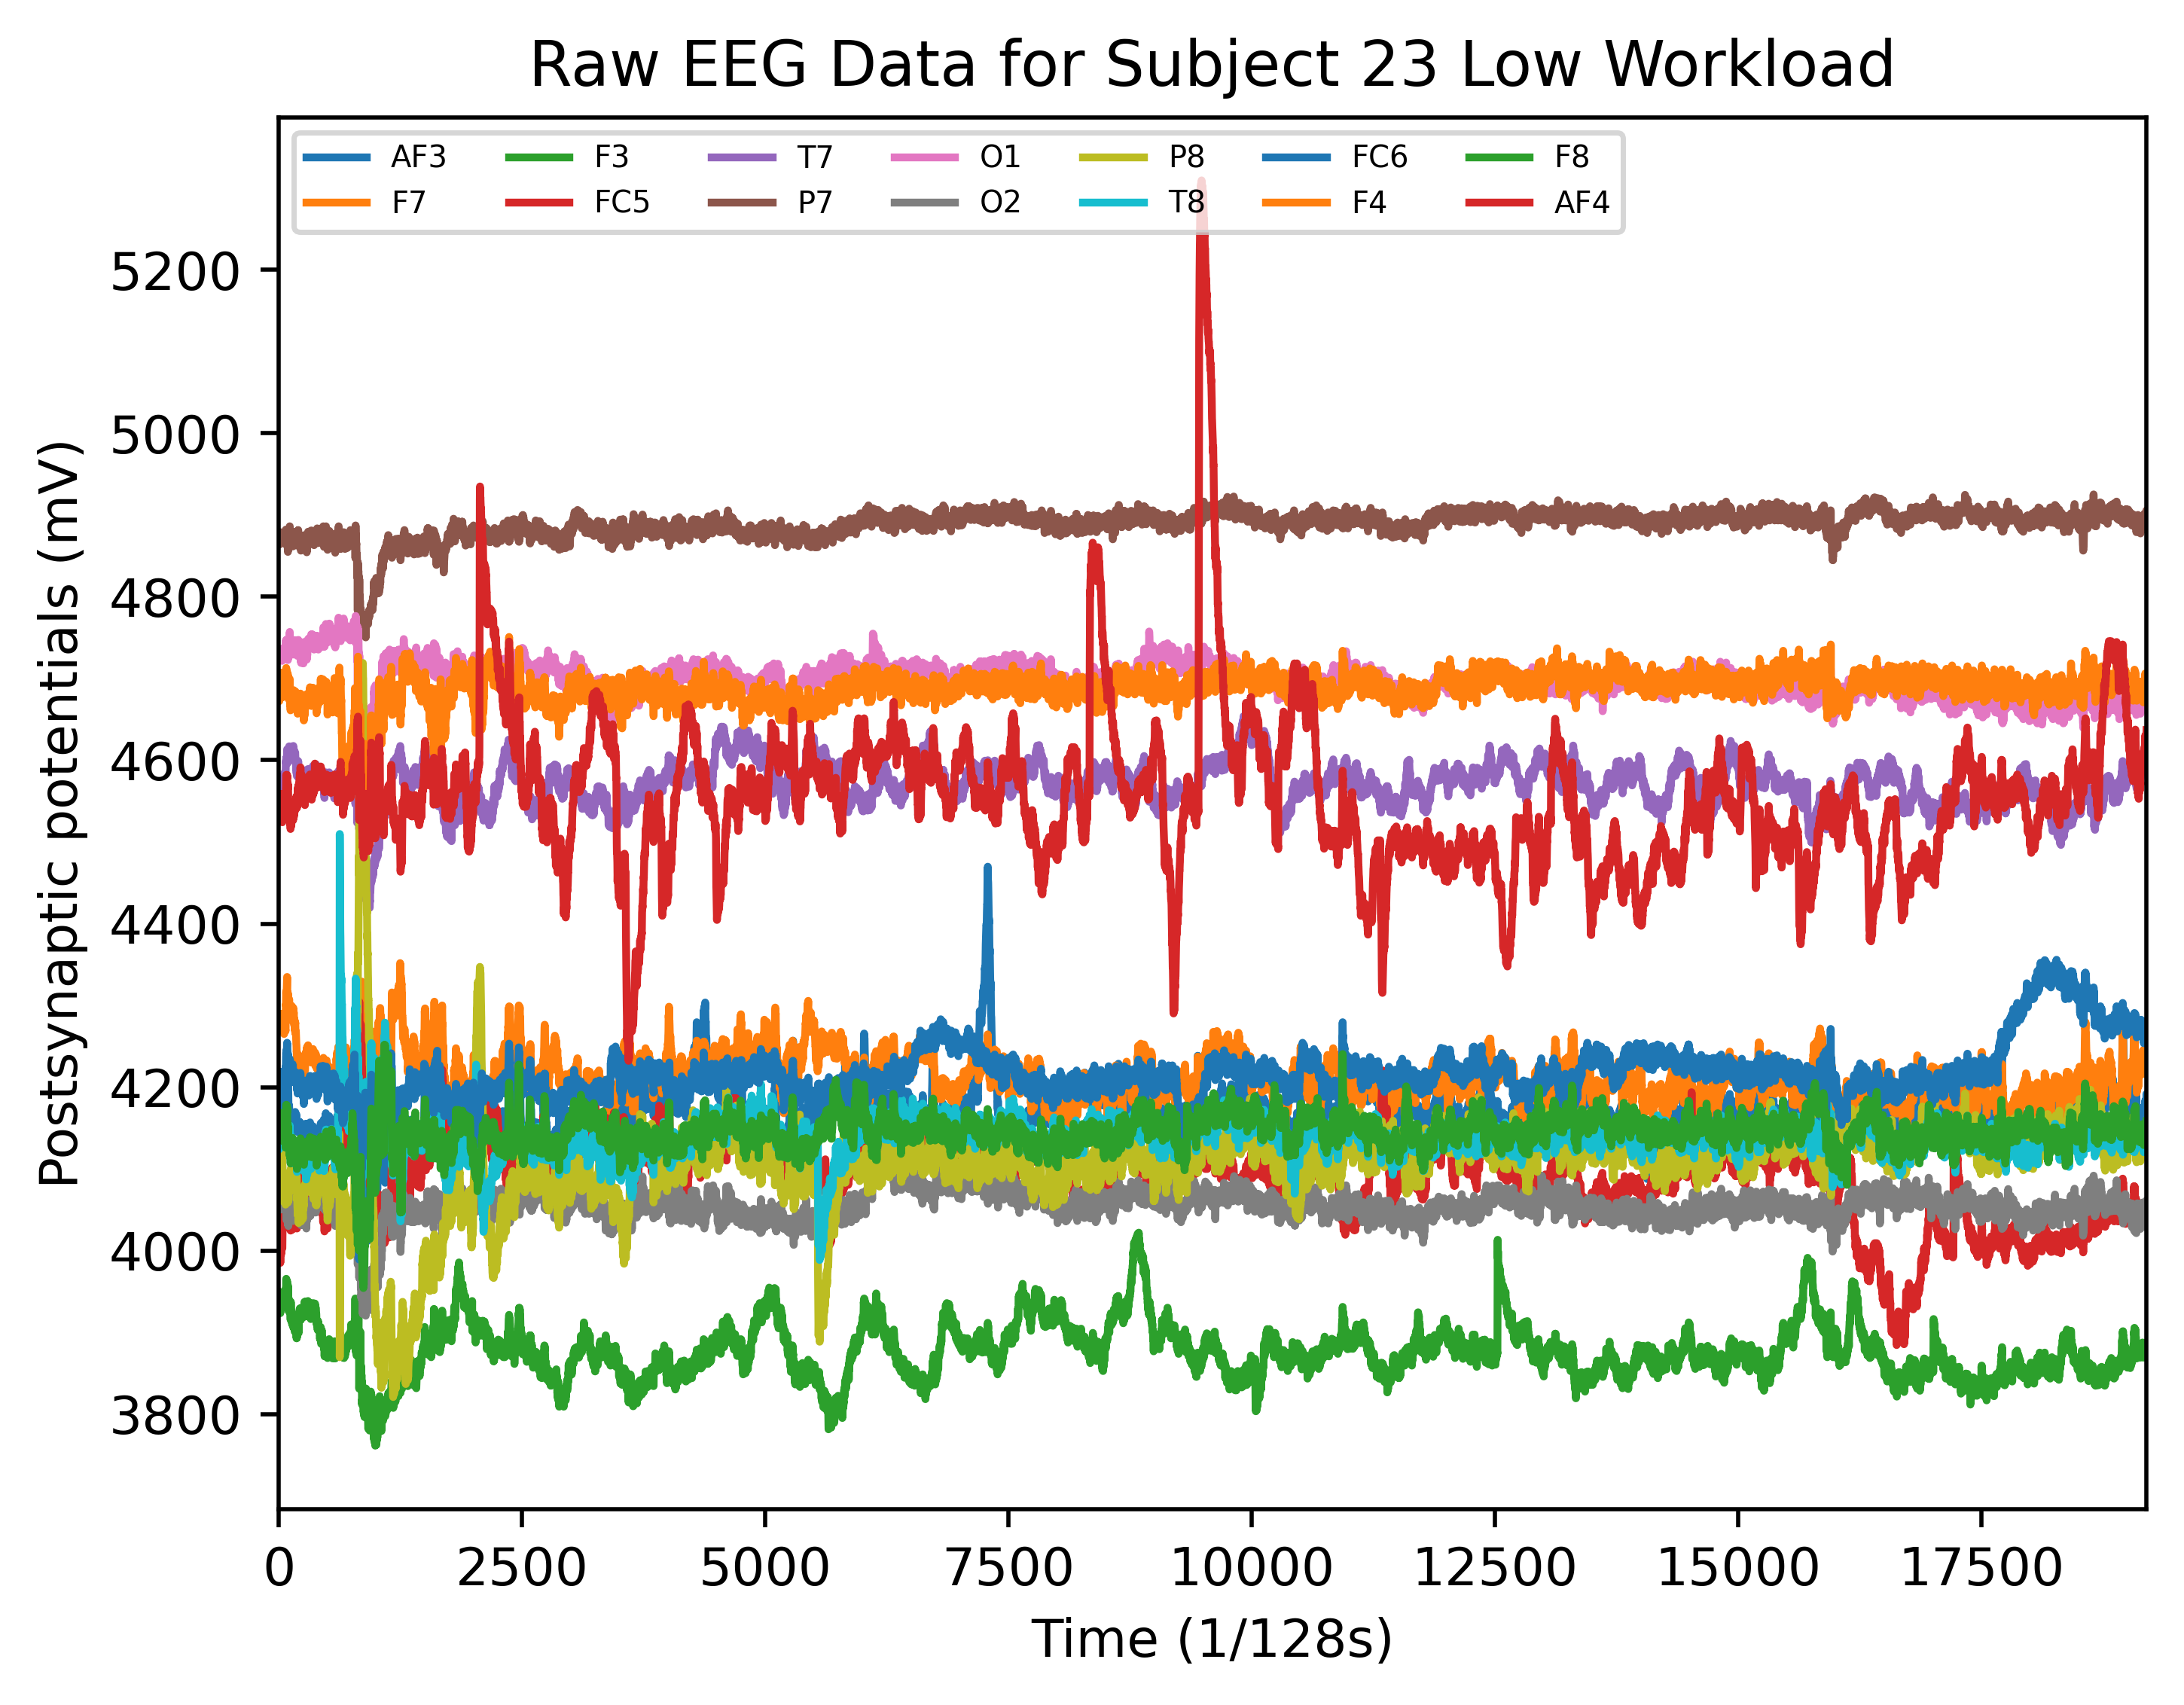 Raw EEG Data for Subject 23 Low Workload
AF3 F3 T7 O1 P8 FC6 F8
F7 FC5 P7 O2 T8 F4 AF4
5200
5000
4800
4600
4400
4200
4000
3800
Postsynaptic potentials (mV)
0 2500 5000 7500 10000 12500 15000 17500
Time (1/128s)